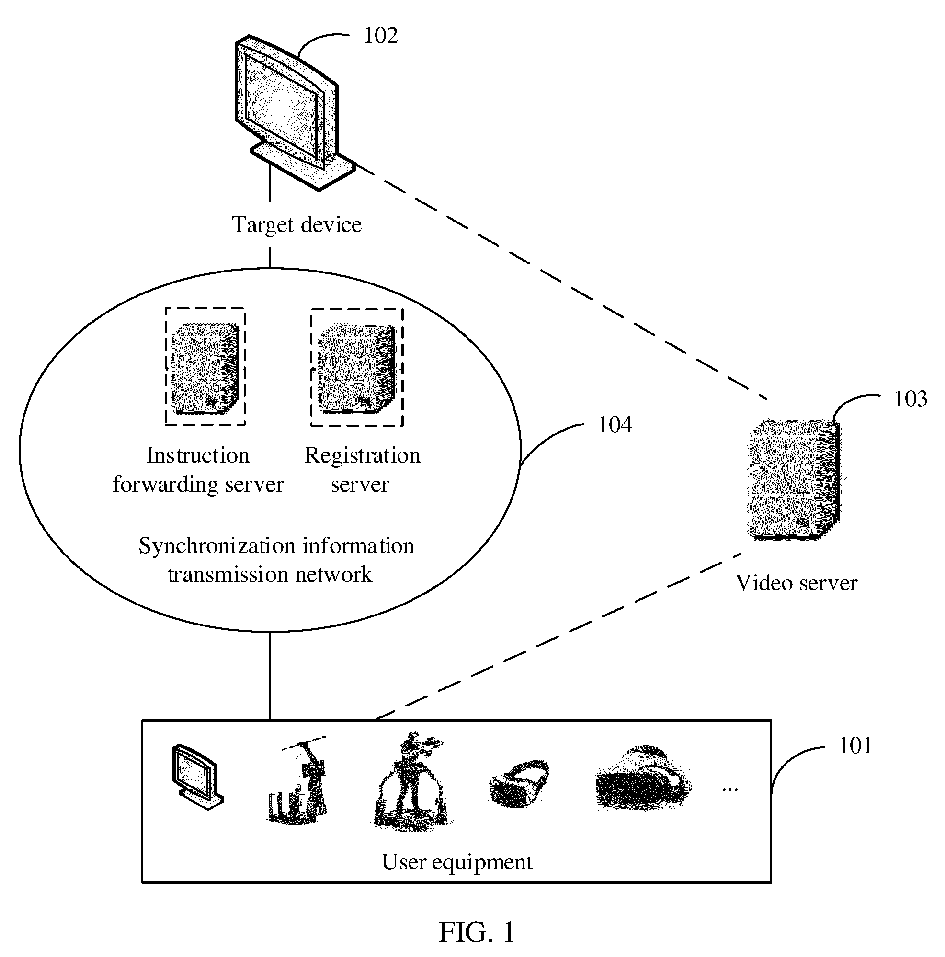 102
Target device
103
104
Instruction
forwarding server
Registration
server
Synchronization information
transmission network
Video server
101
...
User equipment
FIG. 1